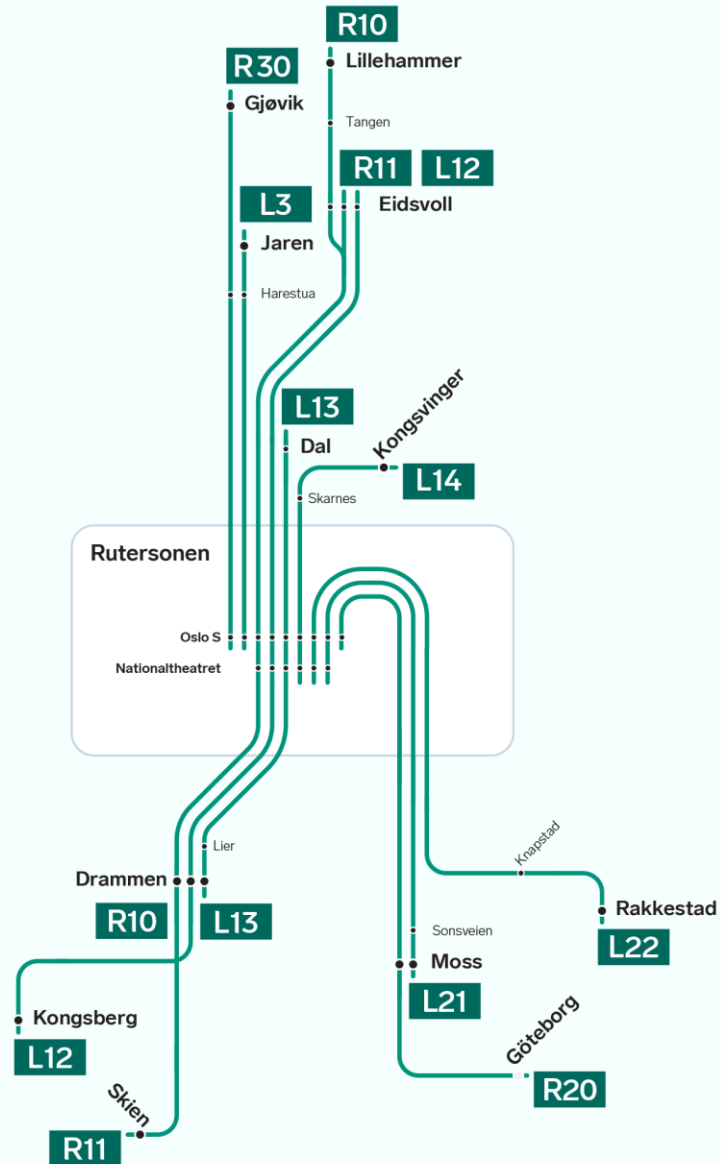 R10
Lillehammer
R30
Gjøvik
Tangen
R11 L12
Eidsvoll
L3
Jaren
Harestua
L13
Dal
Kongsvinger
L14
Skarnes
Rutersonen
Oslo S
Nationaltheatret
Lier
Knapstad
Drammen
R10
L13
Rakkestad
L22
Sonsveien
Moss
L21
Kongsberg
L12
Göteborg
R20
Skien
R11